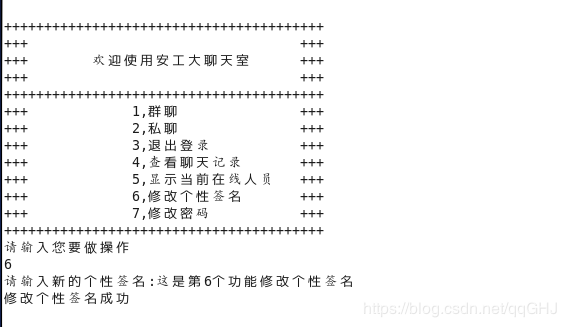 ++++++++++++++++++++++++++++++++++++++++
+++ +++
+++ 欢迎使用安工大聊天室 +++
+++ +++
++++++++++++++++++++++++++++++++++++++++
+++ 1,群聊 +++
+++ 2,私聊 +++
+++ 3,退出登录 +++
+++ 4,查看聊天记录 +++
+++ 5,显示当前在线人员 +++
+++ 6,修改个性签名 +++
+++ 7,修改密码 +++
++++++++++++++++++++++++++++++++++++++++
请输入您要做操作
6
请输入新的个性签名:这是第6个功能修改个性签名
修改个性签名成功
https://blog.csdn.net/qqGHJ